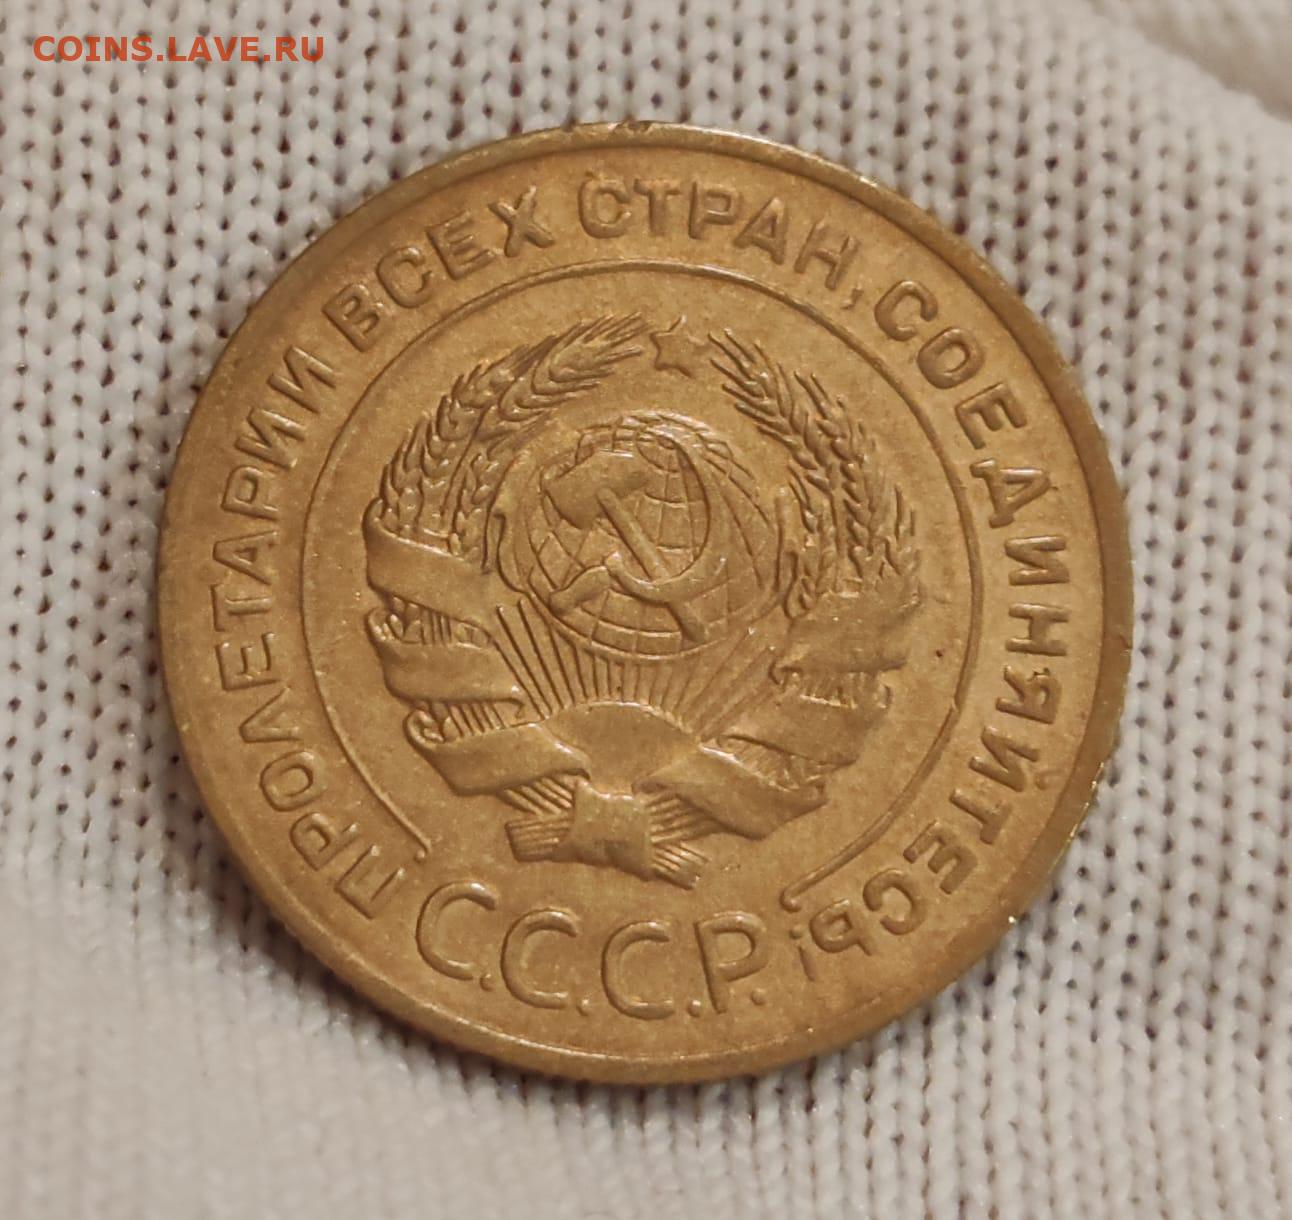 COINS.LAVE.RU
ПРОЛЕТАРИИ ВСЕХ СТРАН, СОЕДИНЯЙТЕСЬ!
С.С.С.Р.